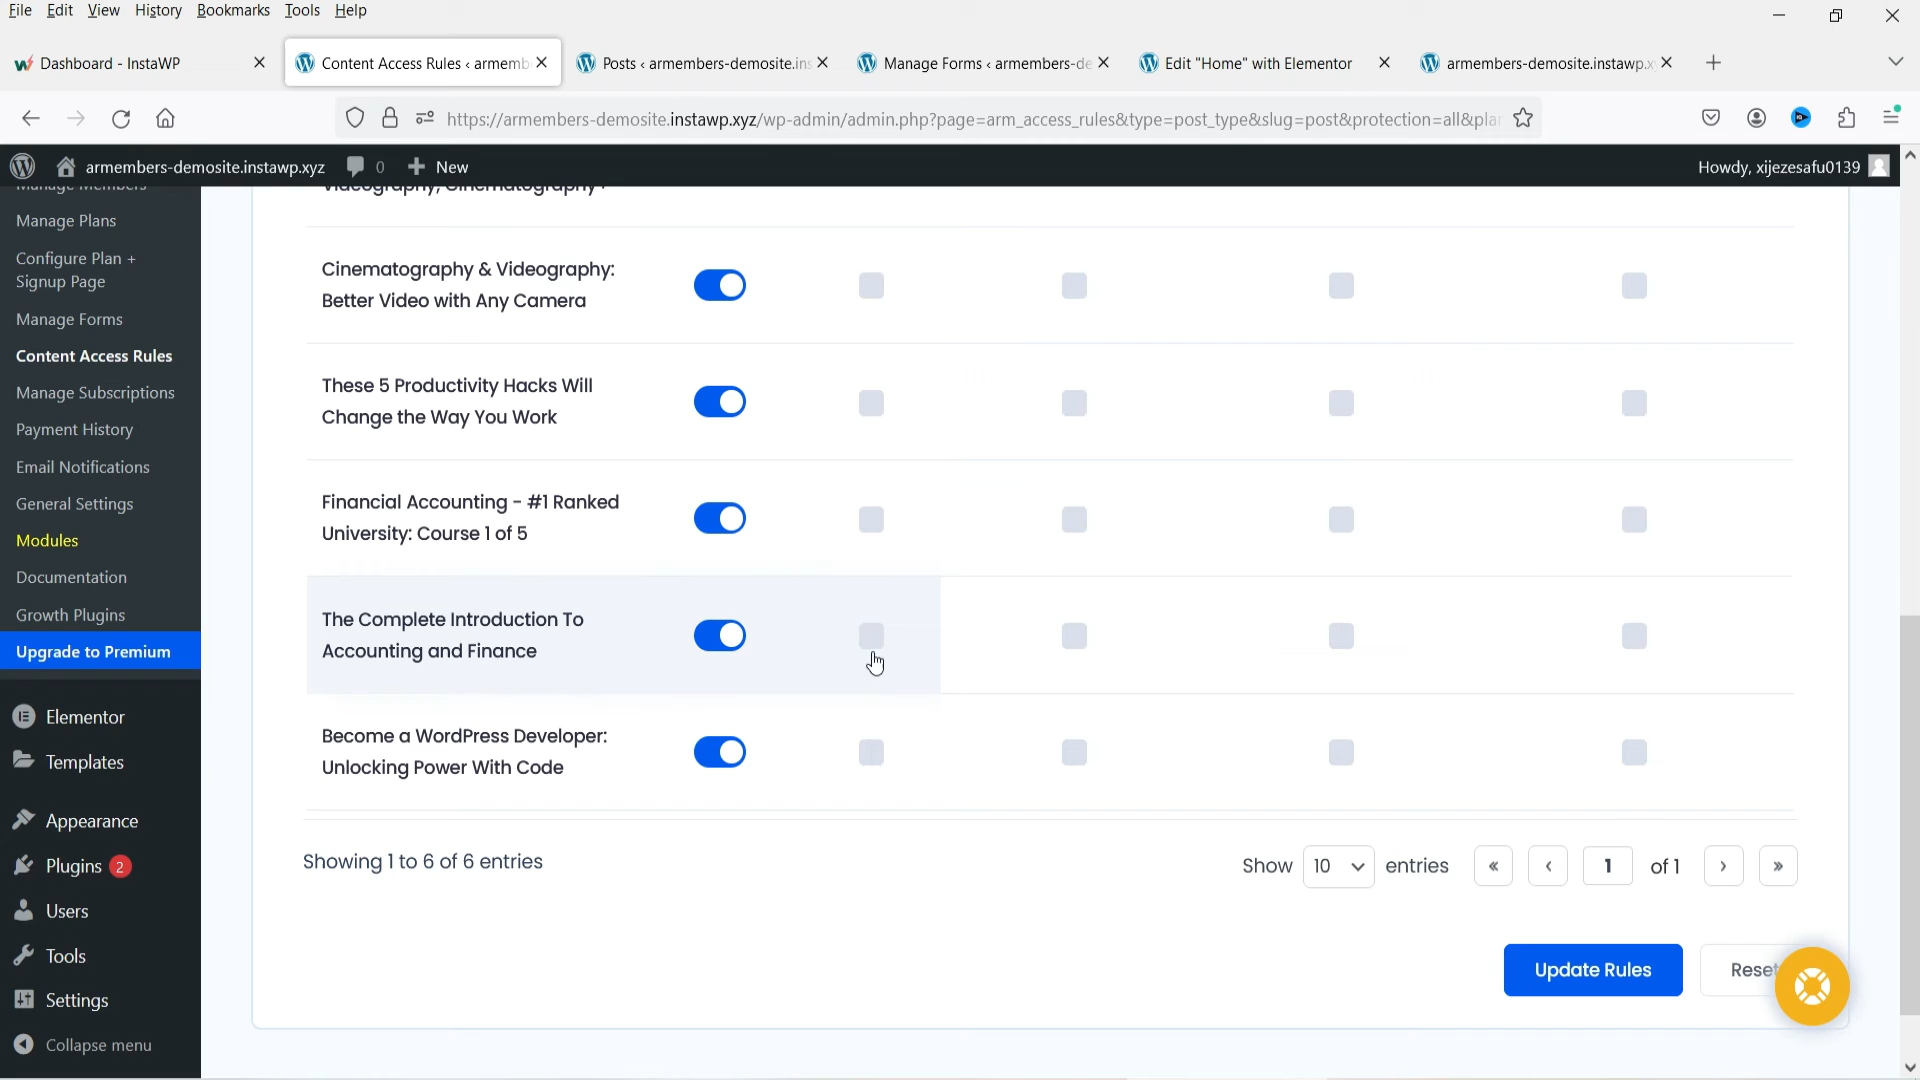 File Edit View History Bookmarks Tools Help
Dashboard - InstaWP
Content Access Rules ‹ armemb
Posts ‹ armembers-demosite.ins
Manage Forms ‹ armembers-de
Edit "Home" with Elementor
armembers-demosite.instawp.x
https://armembers-demosite.instawp.xyz/wp-admin/admin.php?page=arm_access_rules&type=post_type&slug=post&protection=all&plan
armembers-demosite.instawp.xyz
0
New
Howdy, xijezesafu0139
Manage Members
Manage Plans
Configure Plan +
Signup Page
Manage Forms
Content Access Rules
Manage Subscriptions
Payment History
Email Notifications
General Settings
Modules
Documentation
Growth Plugins
Upgrade to Premium
Elementor
Templates
Appearance
Plugins 2
Users
Tools
Settings
Collapse menu
Videography, Cinematography+
Cinematography & Videography:
Better Video with Any Camera
These 5 Productivity Hacks Will
Change the Way You Work
Financial Accounting - #1 Ranked
University: Course 1 of 5
The Complete Introduction To
Accounting and Finance
Become a WordPress Developer:
Unlocking Power With Code
Showing 1 to 6 of 6 entries
Show 10 entries « ‹ 1 of 1 › »
Update Rules
Reset